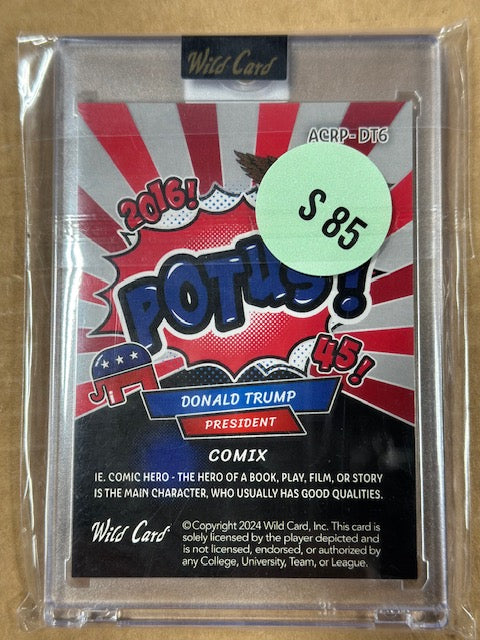 Wild Card
ACRP-DT6
2016!
$ 85
POTUS!
45!
DONALD TRUMP
PRESIDENT
COMIX
IE. COMIC HERO - THE HERO OF A BOOK, PLAY, FILM, OR STORY
IS THE MAIN CHARACTER, WHO USUALLY HAS GOOD QUALITIES.
Wild Card
©Copyright 2024 Wild Card, Inc. This card is
solely licensed by the player depicted and
is not licensed, endorsed, or authorized by
any College, University, Team, or League.